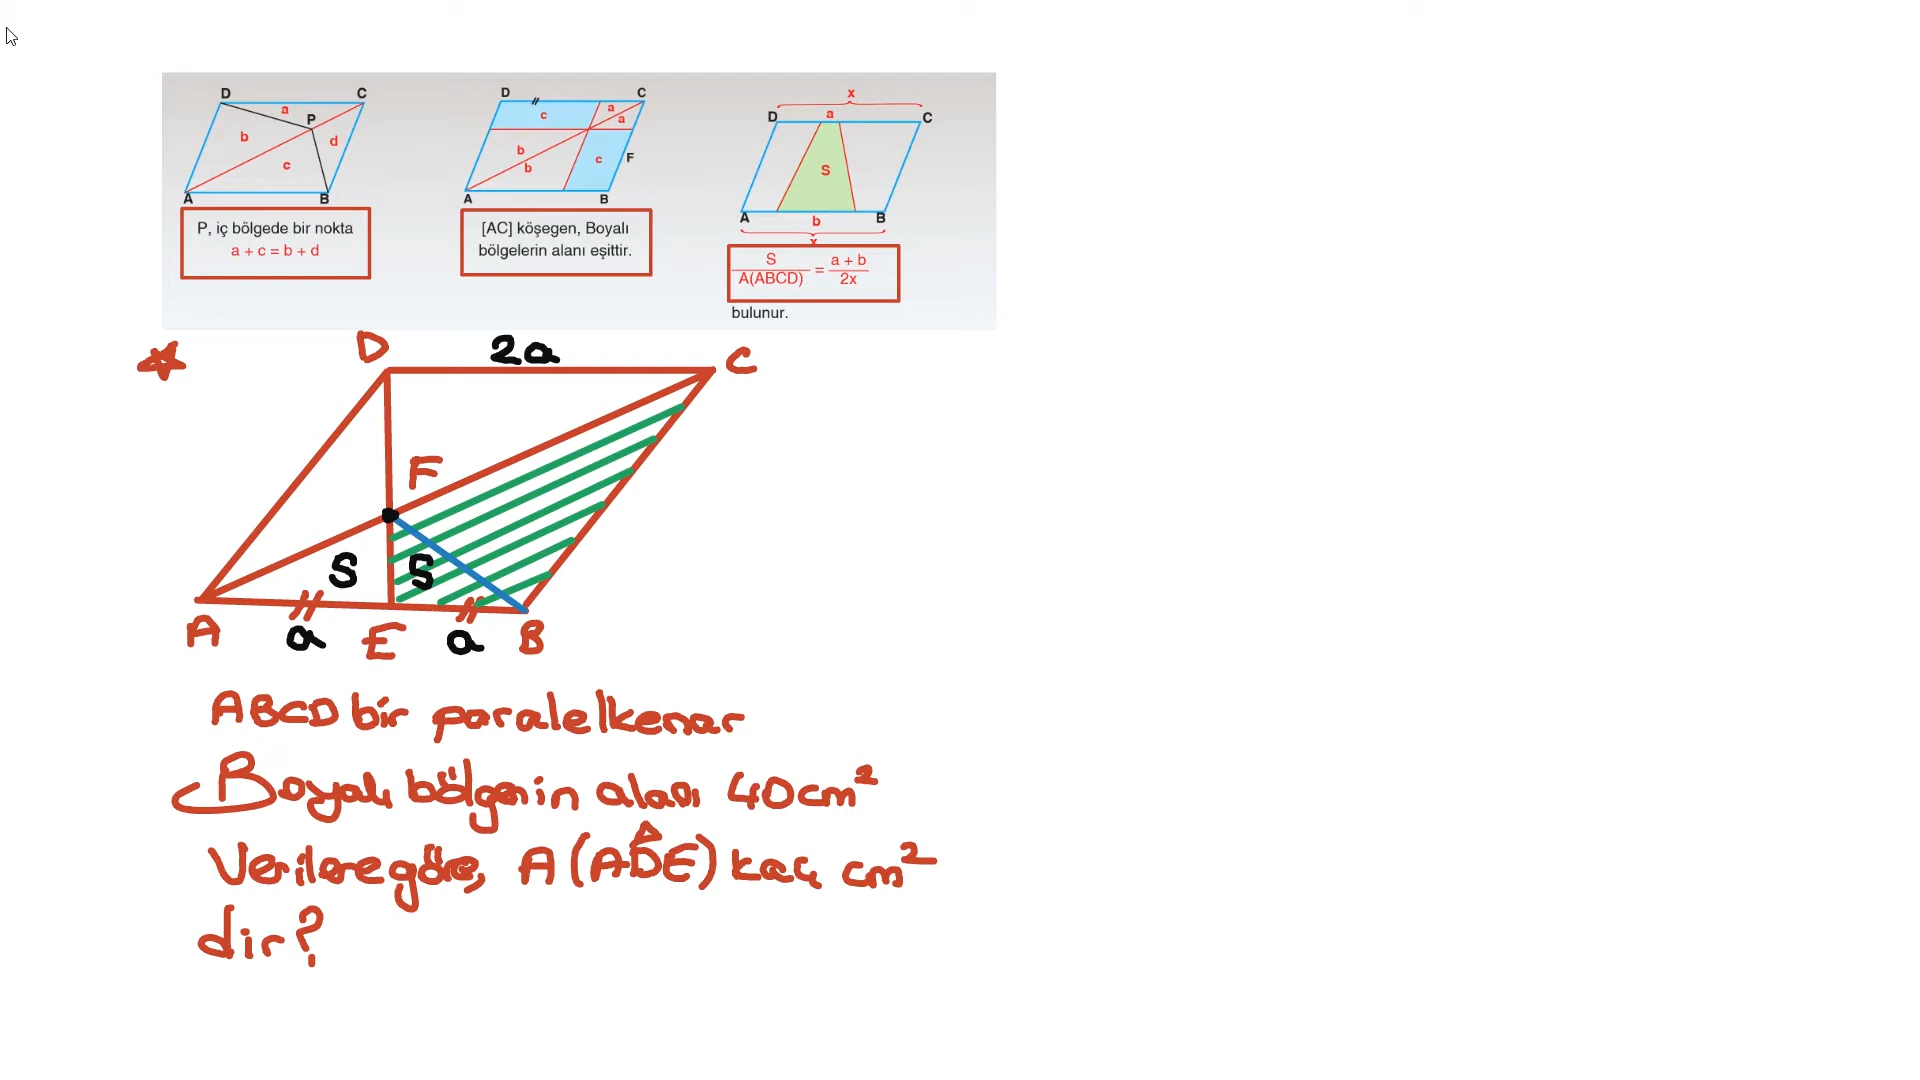 D C
a
P
b d
c
A B
P, iç bölgede bir nokta
a + c = b + d
D C
c a
a
b
b c F
A B
[AC] köşegen, Boyalı
bölgelerin alanı eşittir.
x
D a C
S
A b B
x
S a + b
A(ABCD) = 2x
bulunur.
D 2a C
F
S S
A a E a B
ABCD bir paralelkenar
Boyalı bölgenin alanı 40cm²
Verilere göre, A(ADE) kaç cm²
dir?